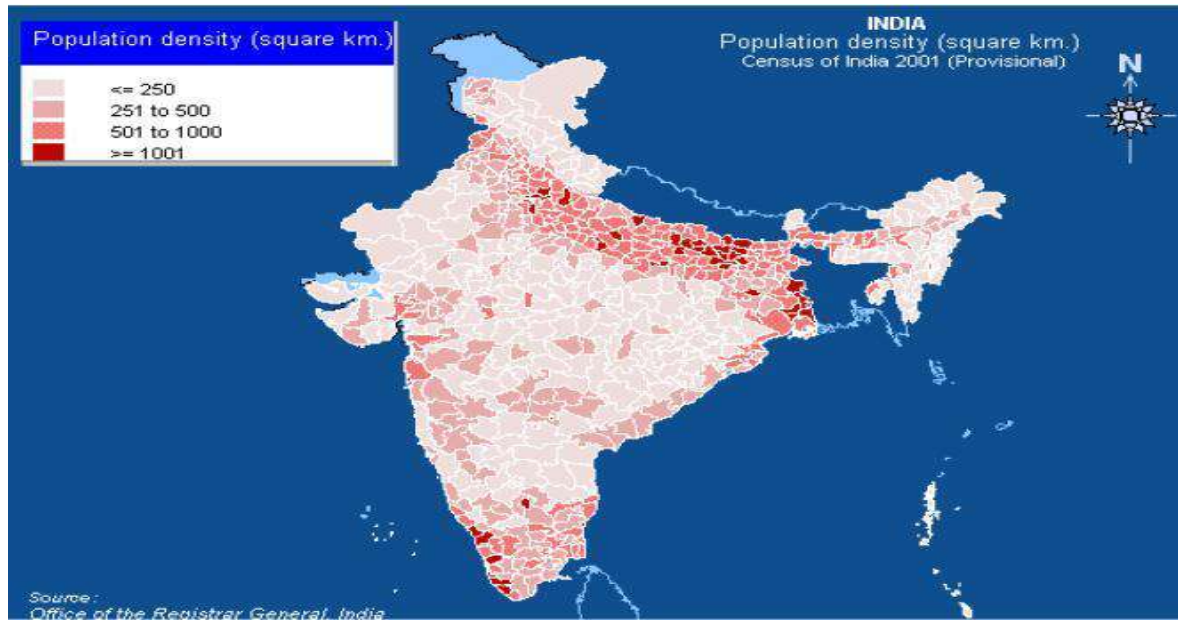 Population density (square km.)
<= 250
251 to 500
501 to 1000
>= 1001
INDIA
Population density (square km.)
Census of India 2001 (Provisional)
N
Source:
Office of the Registrar General, India